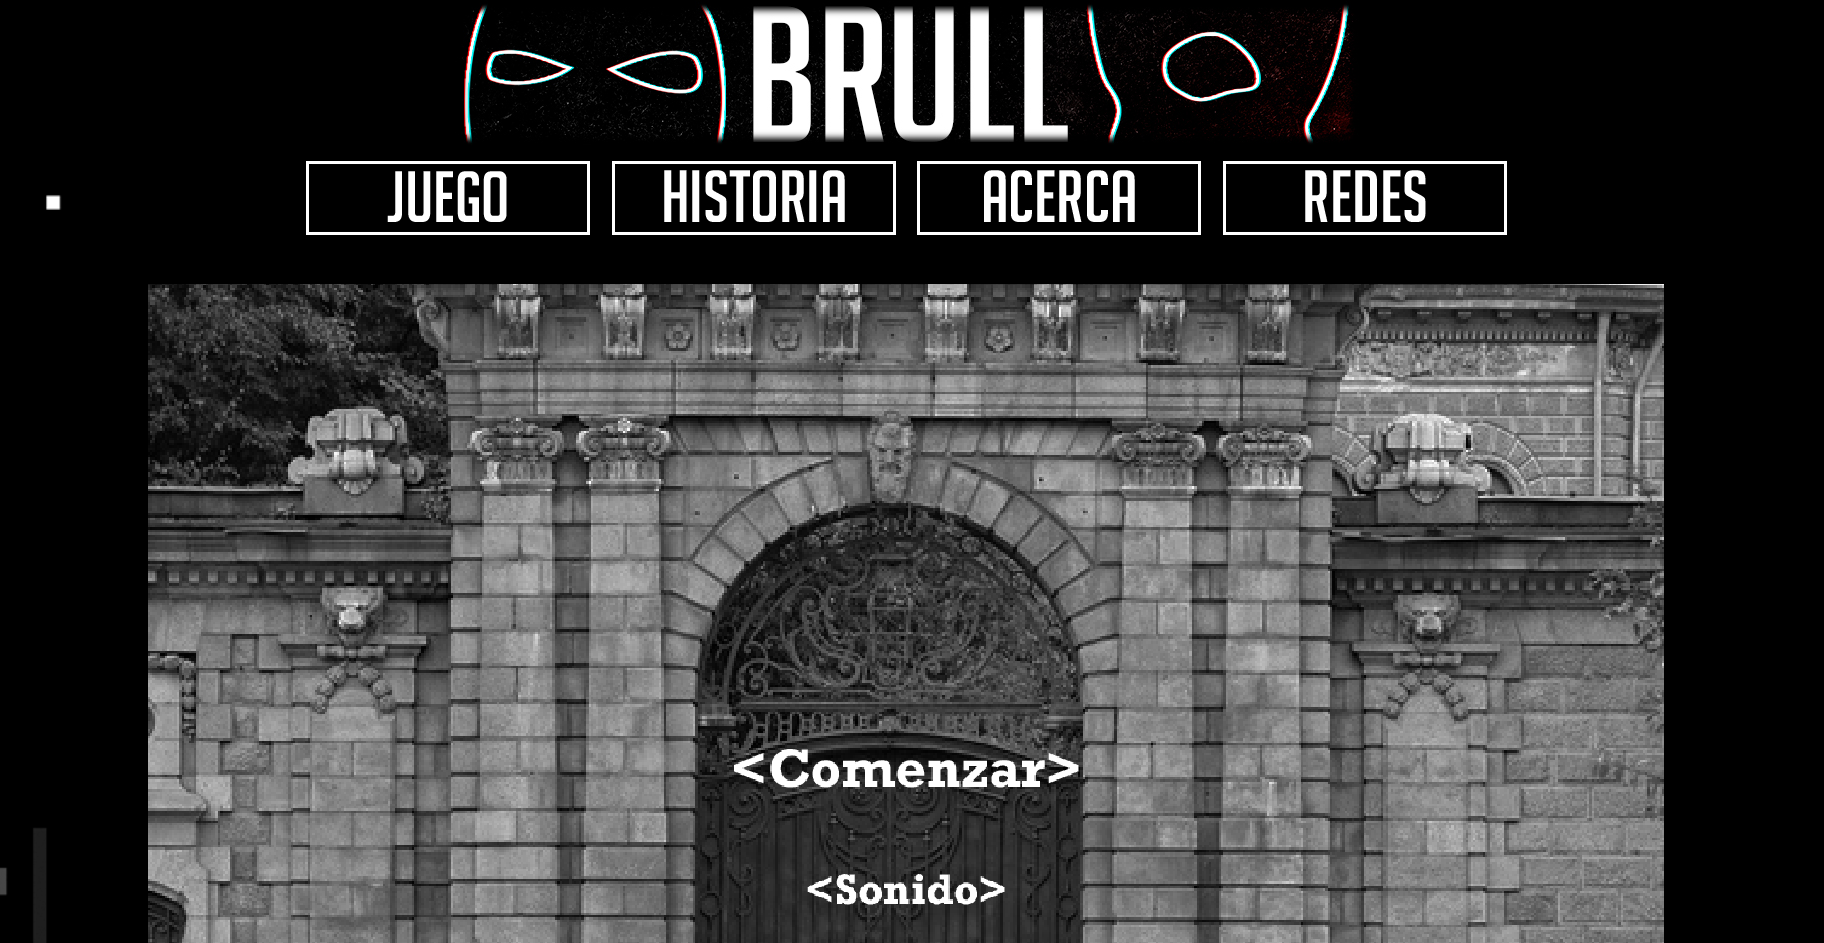 BRULL
JUEGO HISTORIA ACERCA REDES
<Comenzar>
<Sonido>